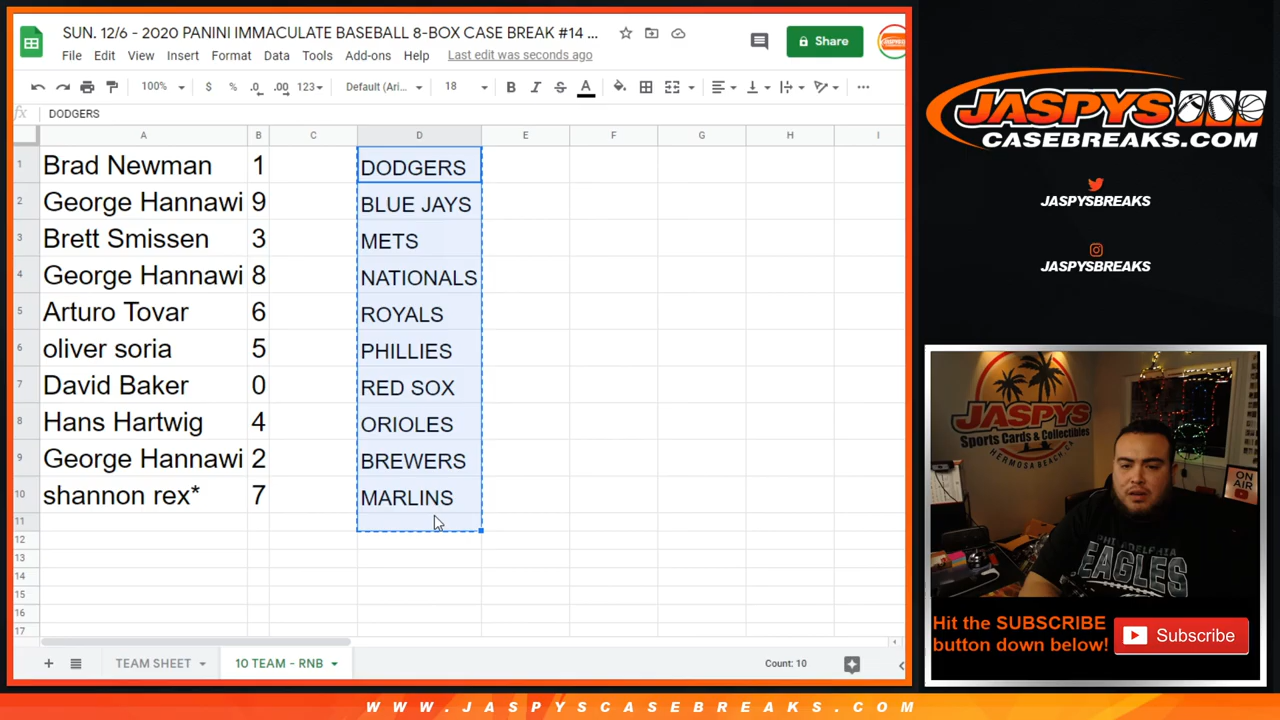 SUN. 12/6 - 2020 PANINI IMMACULATE BASEBALL 8-BOX CASE BREAK #14 ...
File Edit View Insert Format Data Tools Add-ons Help Last edit was seconds ago
Share
100% $ % .0 .00 123 Default (Ari... 18 B I S A
fx DODGERS
A B C D E F G H I
1 Brad Newman 1 DODGERS
2 George Hannawi 9 BLUE JAYS
3 Brett Smissen 3 METS
4 George Hannawi 8 NATIONALS
5 Arturo Tovar 6 ROYALS
6 oliver soria 5 PHILLIES
7 David Baker 0 RED SOX
8 Hans Hartwig 4 ORIOLES
9 George Hannawi 2 BREWERS
10 shannon rex* 7 MARLINS
11
12
13
14
15
16
17
TEAM SHEET 10 TEAM - RNB Count: 10
JASPYS
CASEBREAKS.COM
JASPYSBREAKS
JASPYSBREAKS
JASPYS
Sports Cards & Collectibles
HERMOSA BEACH, CA
ON AIR
PHILADELPHIA
EAGLES
Hit the SUBSCRIBE
button down below!
Subscribe
WWW.JASPYSCASEBREAKS.COM